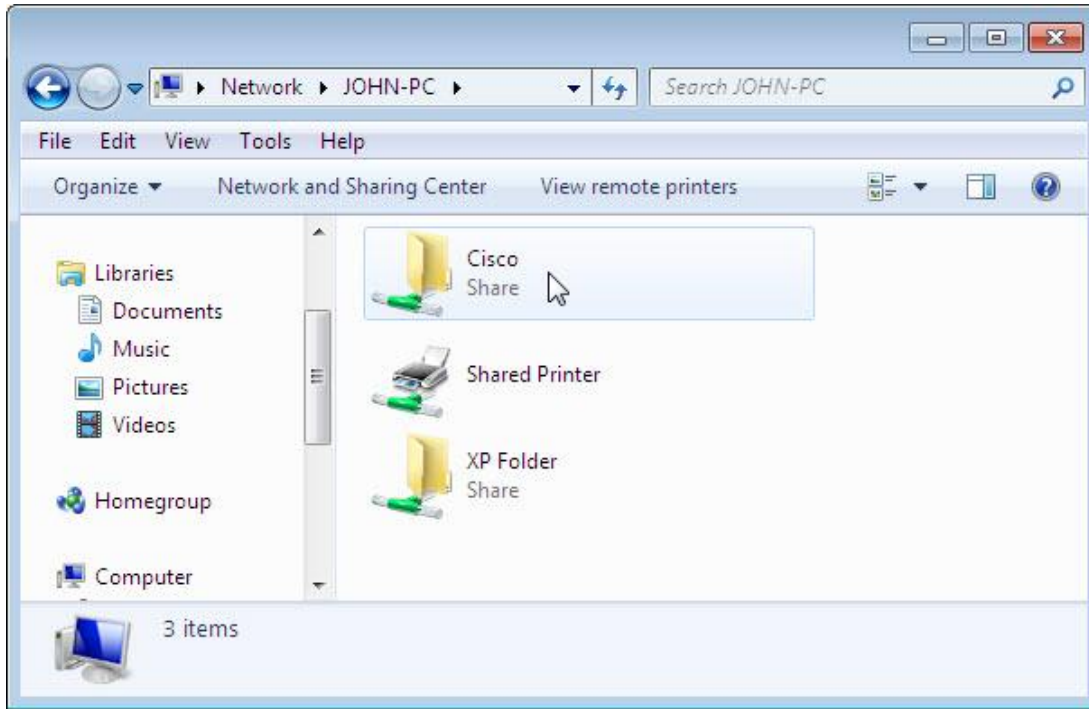 Network JOHN-PC Search JOHN-PC
File Edit View Tools Help
Organize Network and Sharing Center View remote printers
Libraries
Documents
Music
Pictures
Videos
Homegroup
Computer
Cisco
Share
Shared Printer
XP Folder
Share
3 items